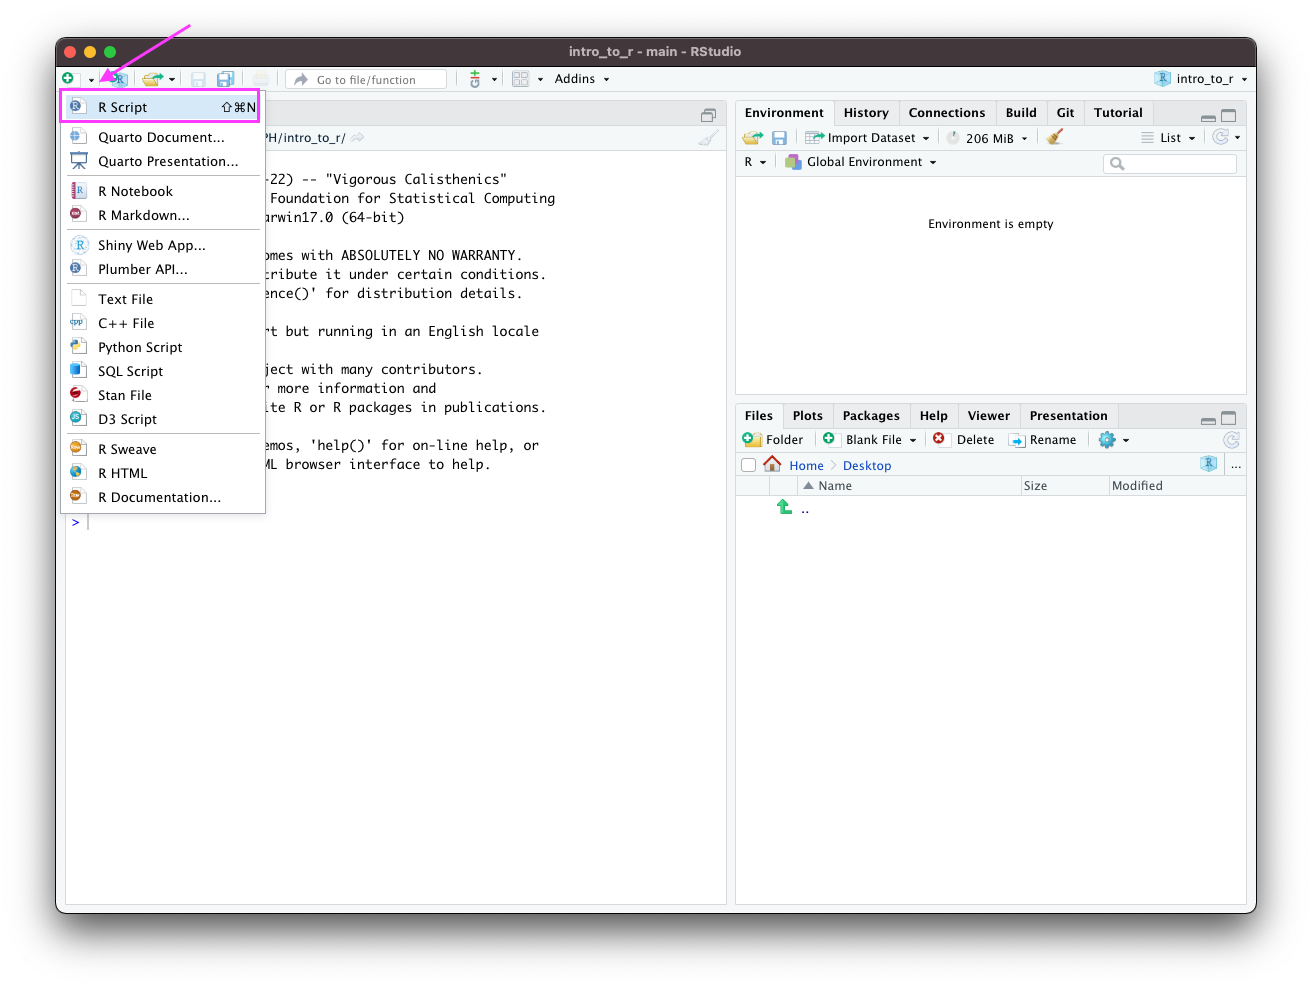 intro_to_r - main - RStudio
Go to file/function
Addins
intro_to_r
R Script ⇧⌘N
Quarto Document...
Quarto Presentation...
R Notebook
R Markdown...
Shiny Web App...
Plumber API...
Text File
C++ File
Python Script
SQL Script
Stan File
D3 Script
R Sweave
R HTML
R Documentation...
PH/intro_to_r/
-22) -- "Vigorous Calisthenics"
Foundation for Statistical Computing
arwin17.0 (64-bit)
omes with ABSOLUTELY NO WARRANTY.
cribute it under certain conditions.
ence()' for distribution details.
rt but running in an English locale
ject with many contributors.
r more information and
ite R or R packages in publications.
emos, 'help()' for on-line help, or
ML browser interface to help.
>
Environment History Connections Build Git Tutorial
Import Dataset 206 MiB List
R Global Environment
Environment is empty
Files Plots Packages Help Viewer Presentation
Folder Blank File Delete Rename
Home Desktop ...
Name Size Modified
..